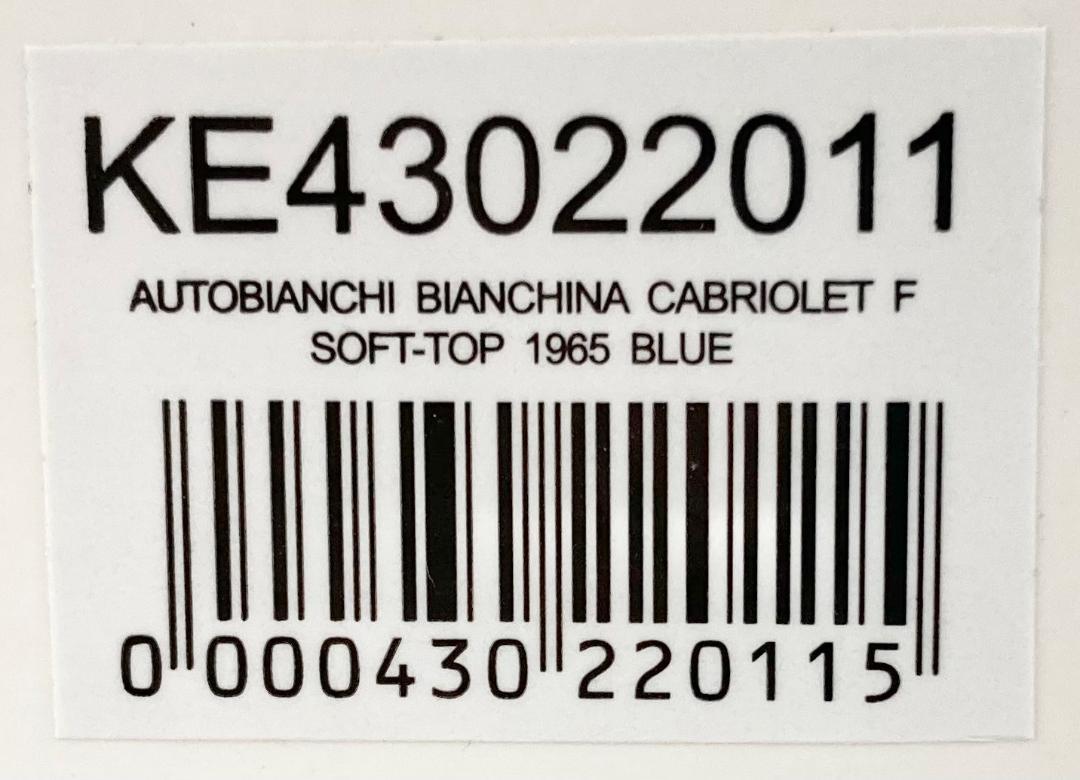 KE43022011
AUTOBIANCHI BIANCHINA CABRIOLET F
SOFT-TOP 1965 BLUE
0 000430 220115